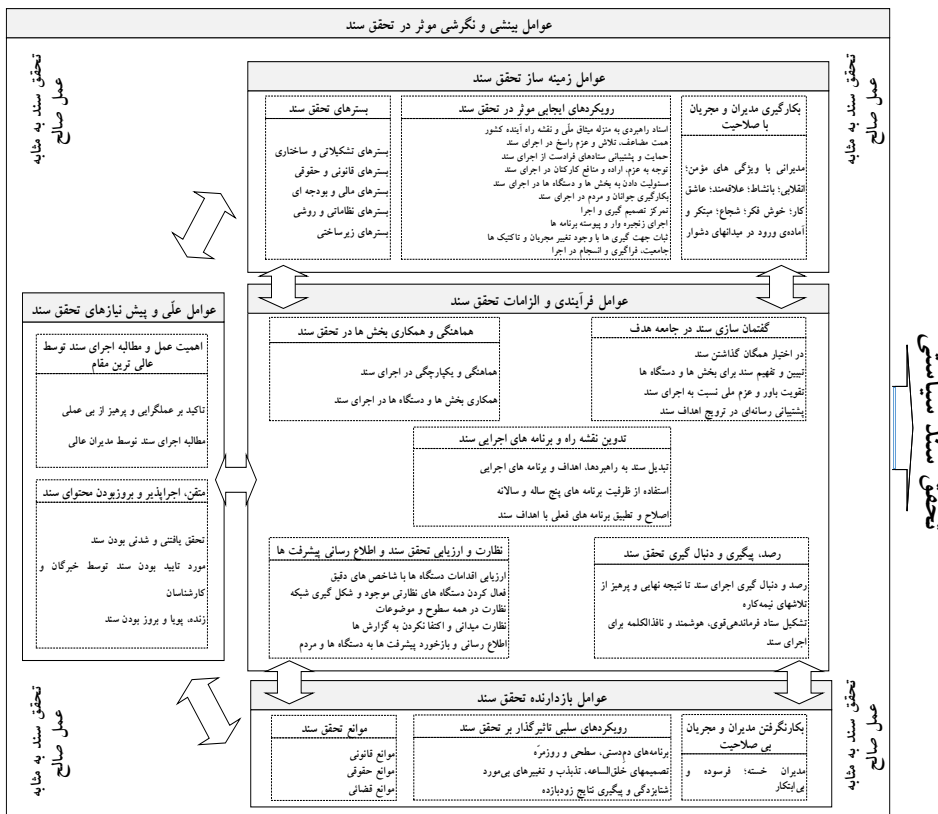 عوامل بینشی و نگرشی موثر در تحقق سند
تحقق سند به مثابه
عمل صالح
تحقق سند به مثابه
عمل صالح
عوامل زمینه ساز تحقق سند
بکارگیری مدیران و مجریان
با صلاحیت
مدیرانی با ویژگی های مؤمن؛
انقلابی؛ بانشاط؛ علاقه‌مند؛ عاشق
کار؛ خوش فکر؛ شجاع؛ مبتکر و
آماده‌ی ورود در میدانهای دشوار
رویکردهای ایجابی موثر در تحقق سند
اسناد راهبردی به منزله میثاق ملّی و نقشه راه آینده کشور
همت مضاعف، تلاش و عزم راسخ در اجرای سند
حمایت و پشتیبانی ستادهای فرادست از اجرای سند
توجه به عزم، اراده و منافع کارکنان در اجرای سند
مسئولیت دادن به بخش ها و دستگاه ها در اجرای سند
بکارگیری جوانان و مردم در اجرای سند
تمرکز تصمیم گیری و اجرا
اجرای زنجیره وار و پیوسته برنامه ها
ثبات جهت گیری ها با وجود تغییر مجریان و تاکتیک ها
جامعیت، فراگیری و انسجام در اجرا
بسترهای تحقق سند
بسترهای تشکیلاتی و ساختاری
بسترهای قانونی و حقوقی
بسترهای مالی و بودجه ای
بسترهای نظاماتی و روشی
بسترهای زیرساختی
عوامل فرآیندی و الزامات تحقق سند
گفتمان سازی سند در جامعه هدف
در اختیار همگان گذاشتن سند
تبیین و تفهیم سند برای بخش ها و دستگاه ها
تقویت باور و عزم ملی نسبت به اجرای سند
پشتیبانی رسانه‌ای در ترویج اهداف سند
هماهنگی و همکاری بخش ها در تحقق سند
هماهنگی و یکپارچگی در اجرای سند
همکاری بخش ها و دستگاه ها در اجرای سند
تدوین نقشه راه و برنامه های اجرایی سند
تبدیل سند به راهبردها، اهداف و برنامه های اجرایی
استفاده از ظرفیت برنامه های پنج ساله و سالانه
اصلاح و تطبیق برنامه های فعلی با اهداف سند
رصد، پیگیری و دنبال گیری تحقق سند
رصد و دنبال گیری اجرای سند تا نتیجه نهایی و پرهیز از
تلاشهای نیمه‌کاره
تشکیل ستاد فرماندهی‌قوی، هوشمند و نافذالکلمه برای
اجرای سند
نظارت و ارزیابی تحقق سند و اطلاع رسانی پیشرفت ها
ارزیابی اقدامات دستگاه ها با شاخص های دقیق
فعال کردن دستگاه های نظارتی موجود و شکل گیری شبکه
نظارت در همه سطوح و موضوعات
نظارت میدانی و اکتفا نکردن به گزارش ها
اطلاع رسانی و بازخورد پیشرفت ها به دستگاه ها و مردم
عوامل علّی و پیش نیازهای تحقق سند
اهمیت عمل و مطالبه اجرای سند توسط
عالی ترین مقام
تاکید بر عملگرایی و پرهیز از بی عملی
مطالبه اجرای سند توسط مدیران عالی
متقن، اجراپذیر و بروزبودن محتوای سند
تحقق یافتنی و شدنی بودن سند
مورد تایید بودن سند توسط خبرگان و
کارشناسان
زنده، پویا و بروز بودن سند
تحقق سند سیاستی
عوامل بازدارنده تحقق سند
بکارنگرفتن مدیران و مجریان
بی صلاحیت
مدیران خسته؛ فرسوده و
بی‌ابتکار
رویکردهای سلبی تاثیرگذار بر تحقق سند
برنامه‌های دم‌دستی، سطحی و روزمرّه
تصمیمهای خلق‌الساعه، تذبذب و تغییرهای بی‌مورد
شتابزدگی و پیگیری نتایج زودبازده
موانع تحقق سند
موانع قانونی
موانع حقوقی
موانع قضائی
تحقق سند به مثابه
عمل صالح
تحقق سند به مثابه
عمل صالح